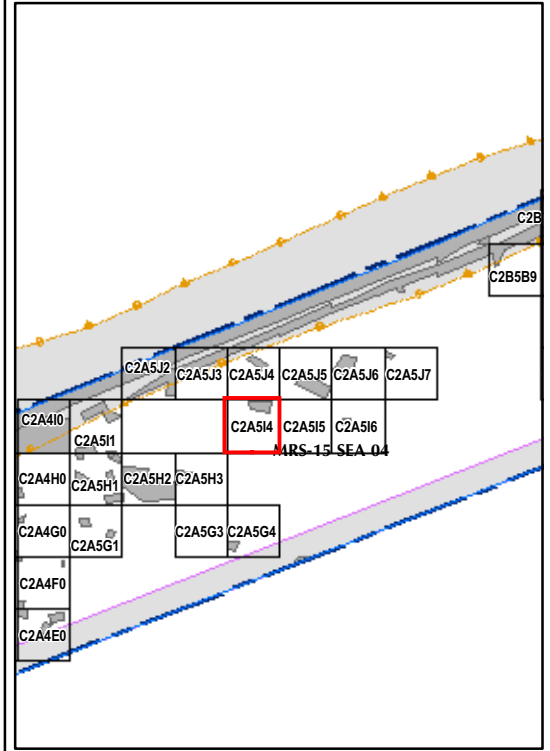 C2B
C2B5B9
C2A5J2
C2A5J3
C2A5J4
C2A5J5
C2A5J6
C2A5J7
C2A4I0
C2A5I1
C2A5I4
C2A5I5
C2A5I6
MRS-15 SEA 04
C2A4H0
C2A5H1
C2A5H2
C2A5H3
C2A4G0
C2A5G1
C2A5G3
C2A5G4
C2A4F0
C2A4E0